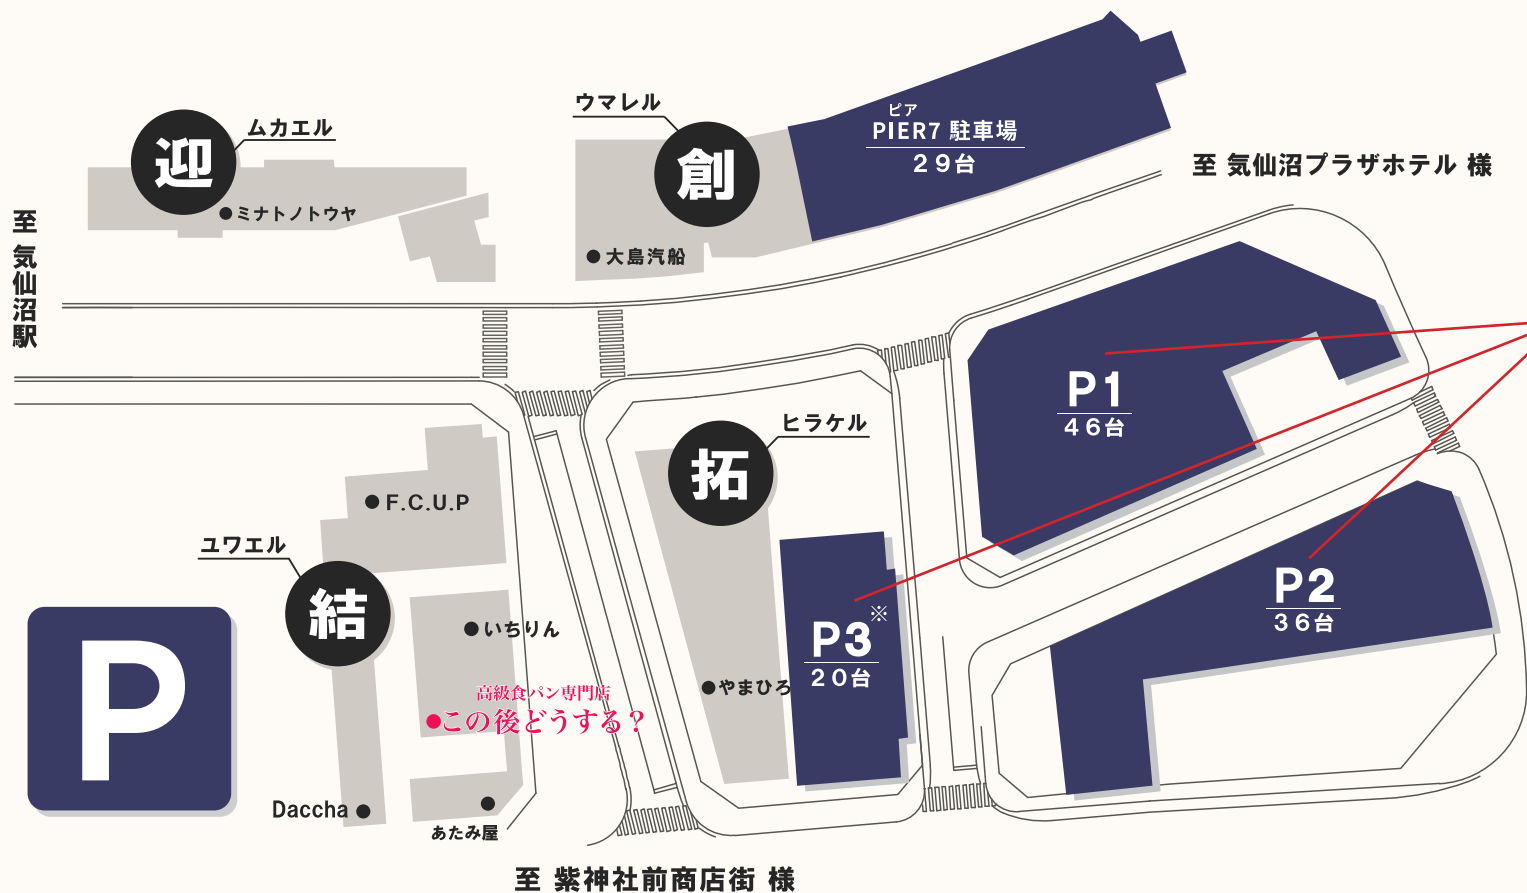 ムカエル
迎
ミナトノトウヤ
ウマレル
創
大島汽船
ピア
PIER7 駐車場
29台
至 気仙沼プラザホテル 様
至 気仙沼駅
P1
46台
ヒラケル
拓
F.C.U.P
ユワエル
結
いちりん
高級食パン専門店
この後どうする？
P3※
20台
やまひろ
P2
36台
P
Daccha
あたみ屋
至 紫神社前商店街 様